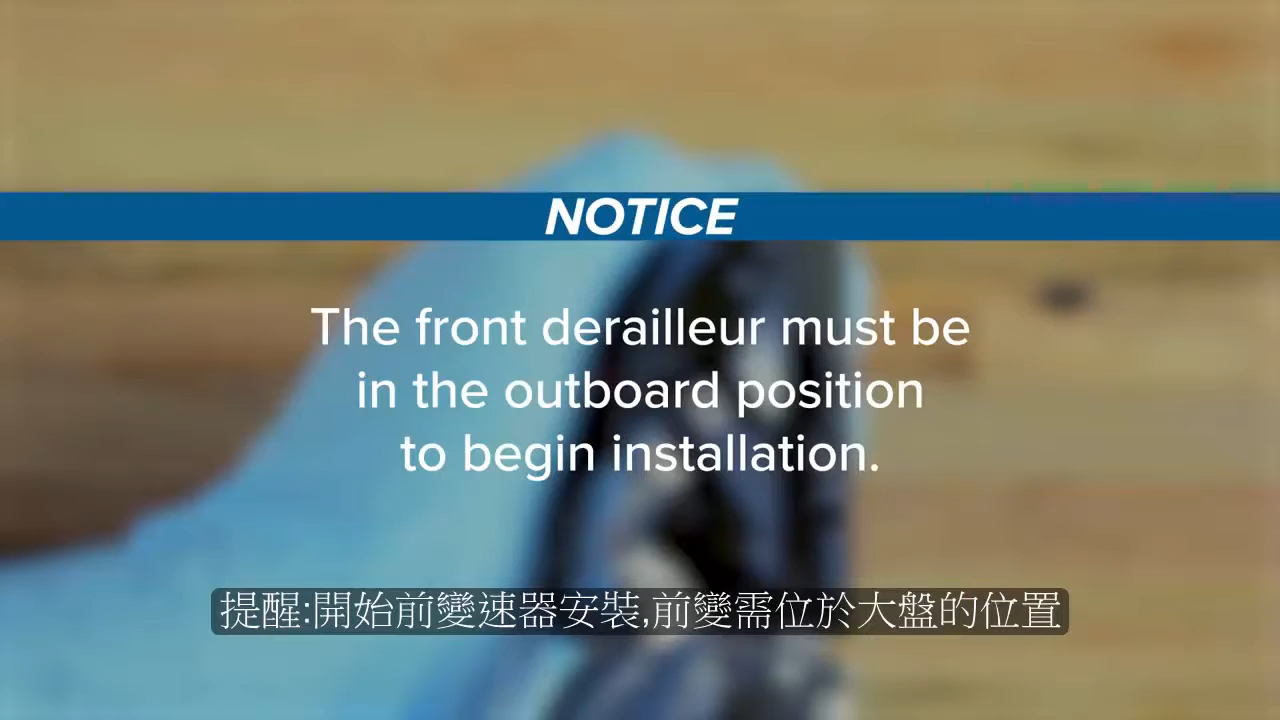 NOTICE
The front derailleur must be
in the outboard position
to begin installation.
提醒:開始前變速器安裝,前變需位於大盤的位置